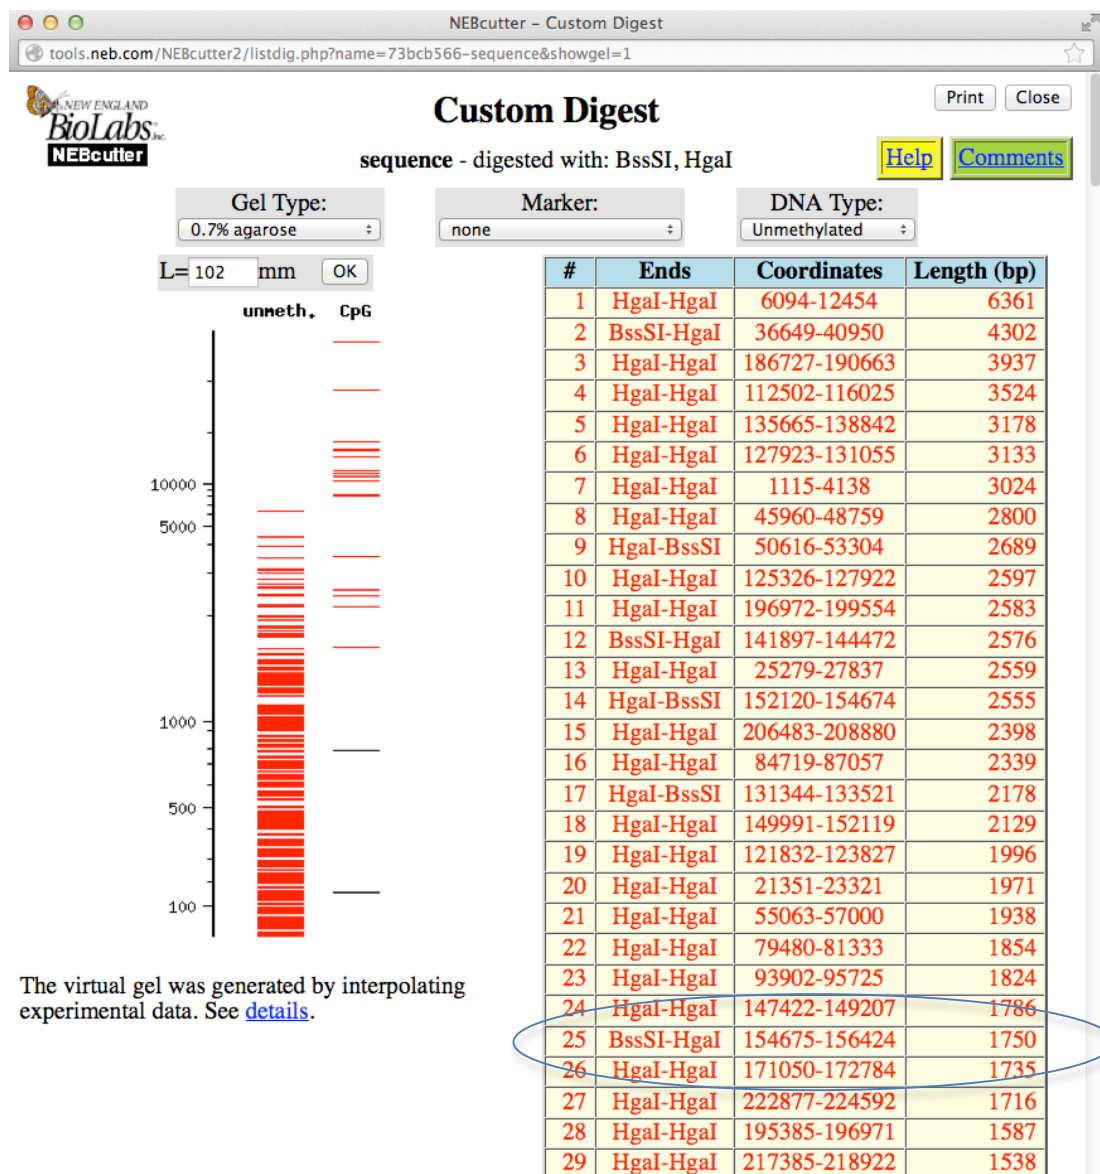 NEBcutter – Custom Digest
tools.neb.com/NEBcutter2/listdig.php?name=73bcb566-sequence&showgel=1
NEW ENGLAND
BioLabs Inc.
NEBcutter
Custom Digest
Print Close
sequence - digested with: BssSI, HgaI
Help Comments
Gel Type: Marker: DNA Type:
0.7% agarose none Unmethylated
L= 102 mm OK
unmeth. CpG
10000
5000
1000
500
100
The virtual gel was generated by interpolating
experimental data. See details.
# Ends Coordinates Length (bp)
1 HgaI-HgaI 6094-12454 6361
2 BssSI-HgaI 36649-40950 4302
3 HgaI-HgaI 186727-190663 3937
4 HgaI-HgaI 112502-116025 3524
5 HgaI-HgaI 135665-138842 3178
6 HgaI-HgaI 127923-131055 3133
7 HgaI-HgaI 1115-4138 3024
8 HgaI-HgaI 45960-48759 2800
9 HgaI-BssSI 50616-53304 2689
10 HgaI-HgaI 125326-127922 2597
11 HgaI-HgaI 196972-199554 2583
12 BssSI-HgaI 141897-144472 2576
13 HgaI-HgaI 25279-27837 2559
14 HgaI-BssSI 152120-154674 2555
15 HgaI-HgaI 206483-208880 2398
16 HgaI-HgaI 84719-87057 2339
17 HgaI-BssSI 131344-133521 2178
18 HgaI-HgaI 149991-152119 2129
19 HgaI-HgaI 121832-123827 1996
20 HgaI-HgaI 21351-23321 1971
21 HgaI-HgaI 55063-57000 1938
22 HgaI-HgaI 79480-81333 1854
23 HgaI-HgaI 93902-95725 1824
24 HgaI-HgaI 147422-149207 1786
25 BssSI-HgaI 154675-156424 1750
26 HgaI-HgaI 171050-172784 1735
27 HgaI-HgaI 222877-224592 1716
28 HgaI-HgaI 195385-196971 1587
29 HgaI-HgaI 217385-218922 1538